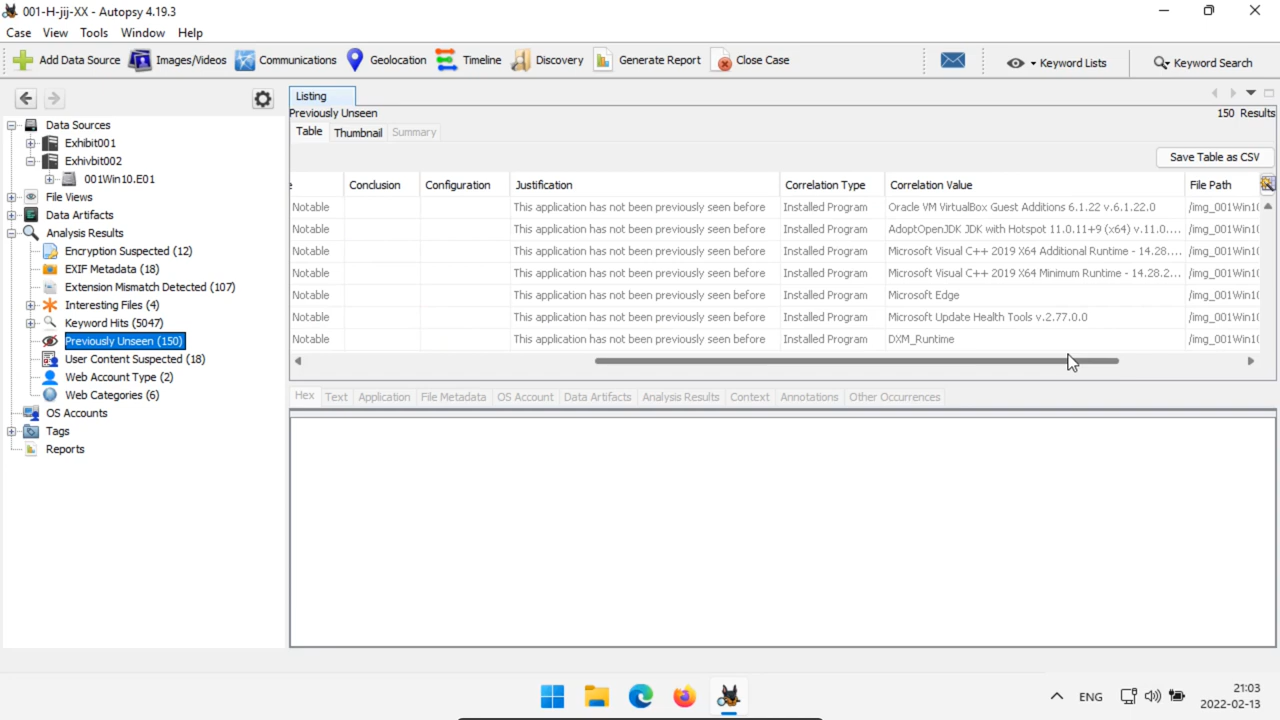 001-H-jij-XX - Autopsy 4.19.3
Case View Tools Window Help
Add Data Source Images/Videos Communications Geolocation Timeline Discovery Generate Report Close Case Keyword Lists Keyword Search
Listing
Previously Unseen 150 Results
Table Thumbnail Summary
Save Table as CSV
Data Sources
Exhibit001
Exhivbit002
001Win10.E01
File Views
Data Artifacts
Analysis Results
Encryption Suspected (12)
EXIF Metadata (18)
Extension Mismatch Detected (107)
Interesting Files (4)
Keyword Hits (5047)
Previously Unseen (150)
User Content Suspected (18)
Web Account Type (2)
Web Categories (6)
OS Accounts
Tags
Reports
Conclusion Configuration Justification Correlation Type Correlation Value File Path
Notable This application has not been previously seen before Installed Program Oracle VM VirtualBox Guest Additions 6.1.22 v.6.1.22.0 /img_001Win1
Notable This application has not been previously seen before Installed Program AdoptOpenJDK JDK with Hotspot 11.0.11+9 (x64) v.11.0.... /img_001Win1
Notable This application has not been previously seen before Installed Program Microsoft Visual C++ 2019 X64 Additional Runtime - 14.28.... /img_001Win1
Notable This application has not been previously seen before Installed Program Microsoft Visual C++ 2019 X64 Minimum Runtime - 14.28.2... /img_001Win1
Notable This application has not been previously seen before Installed Program Microsoft Edge /img_001Win1
Notable This application has not been previously seen before Installed Program Microsoft Update Health Tools v.2.77.0.0 /img_001Win1
Notable This application has not been previously seen before Installed Program DXM_Runtime /img_001Win1
Hex Text Application File Metadata OS Account Data Artifacts Analysis Results Context Annotations Other Occurrences
ENG
21:03
2022-02-13